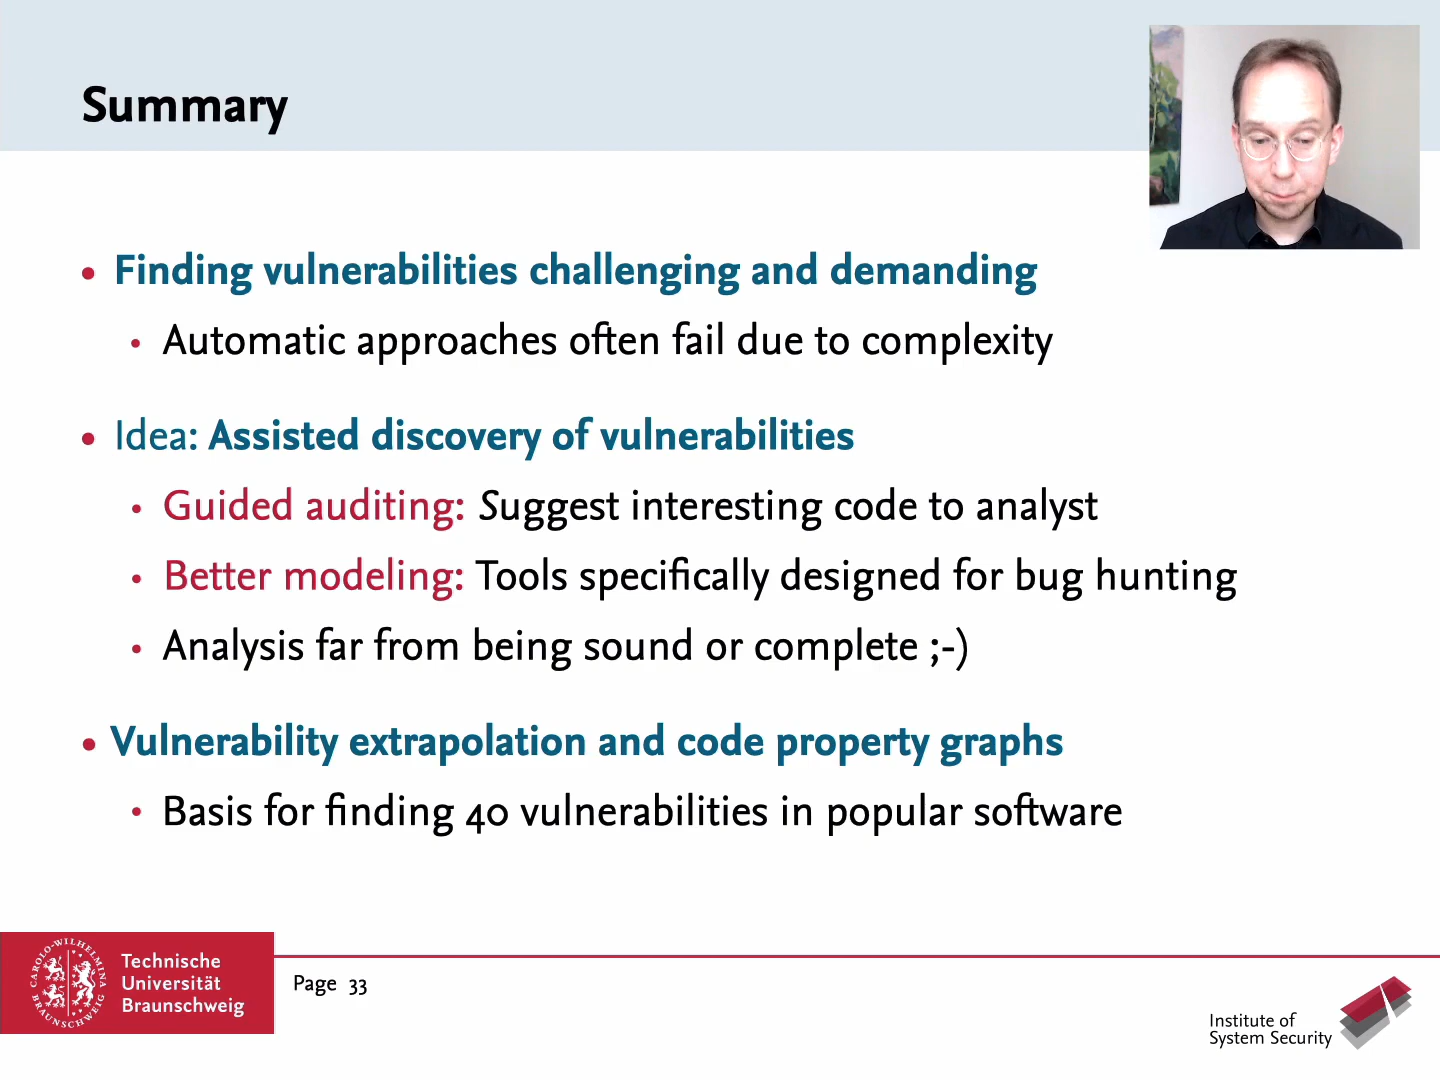 Summary
• Finding vulnerabilities challenging and demanding
• Automatic approaches often fail due to complexity
• Idea: Assisted discovery of vulnerabilities
• Guided auditing: Suggest interesting code to analyst
• Better modeling: Tools specifically designed for bug hunting
• Analysis far from being sound or complete ;-)
• Vulnerability extrapolation and code property graphs
• Basis for finding 40 vulnerabilities in popular software
CAROLO-WILHELMINA
BRAUNSCHWEIG
Technische
Universität
Braunschweig
Page 33
Institute of
System Security